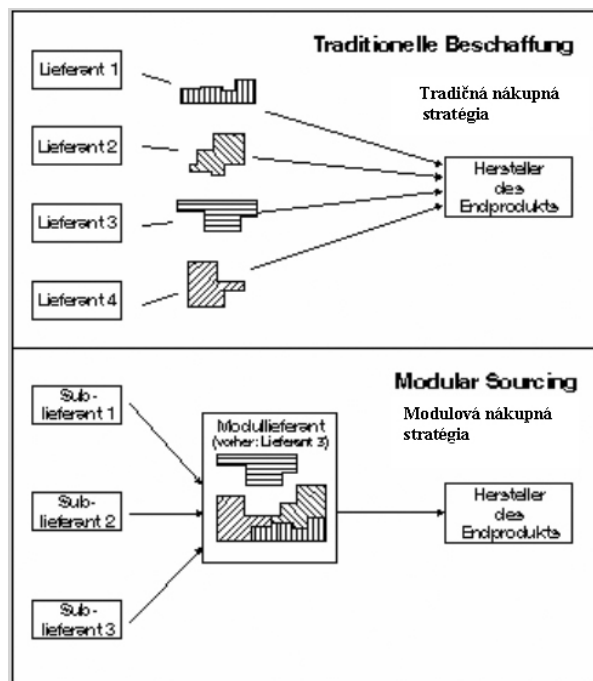 Traditionelle Beschaffung
Lieferant 1
Tradičná nákupná
stratégia
Lieferant 2
Hersteller
des
Endprodukts
Lieferant 3
Lieferant 4
Modular Sourcing
Modulová nákupná
stratégia
Sub-
lieferant 1
Modullieferant
(vorher: Lieferant 3)
Sub-
lieferant 2
Hersteller
des
Endprodukts
Sub-
lieferant 3